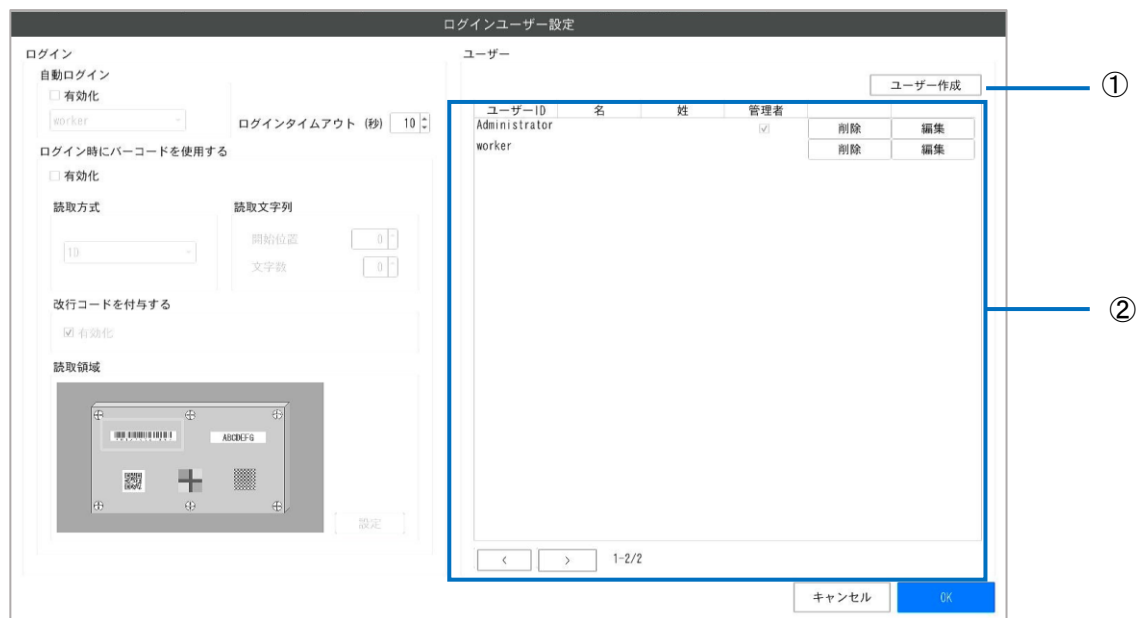 ログインユーザー設定
ログイン
自動ログイン
有効化
worker
ログインタイムアウト (秒) 10
ログイン時にバーコードを使用する
有効化
読取方式
10
読取文字列
開始位置 0
文字数 0
改行コードを付与する
有効化
読取領域
ABCDEFG
設定
ユーザー
ユーザー作成
①
ユーザーID 名 姓 管理者
Administrator 削除 編集
worker 削除 編集
②
< > 1-2/2
キャンセル OK